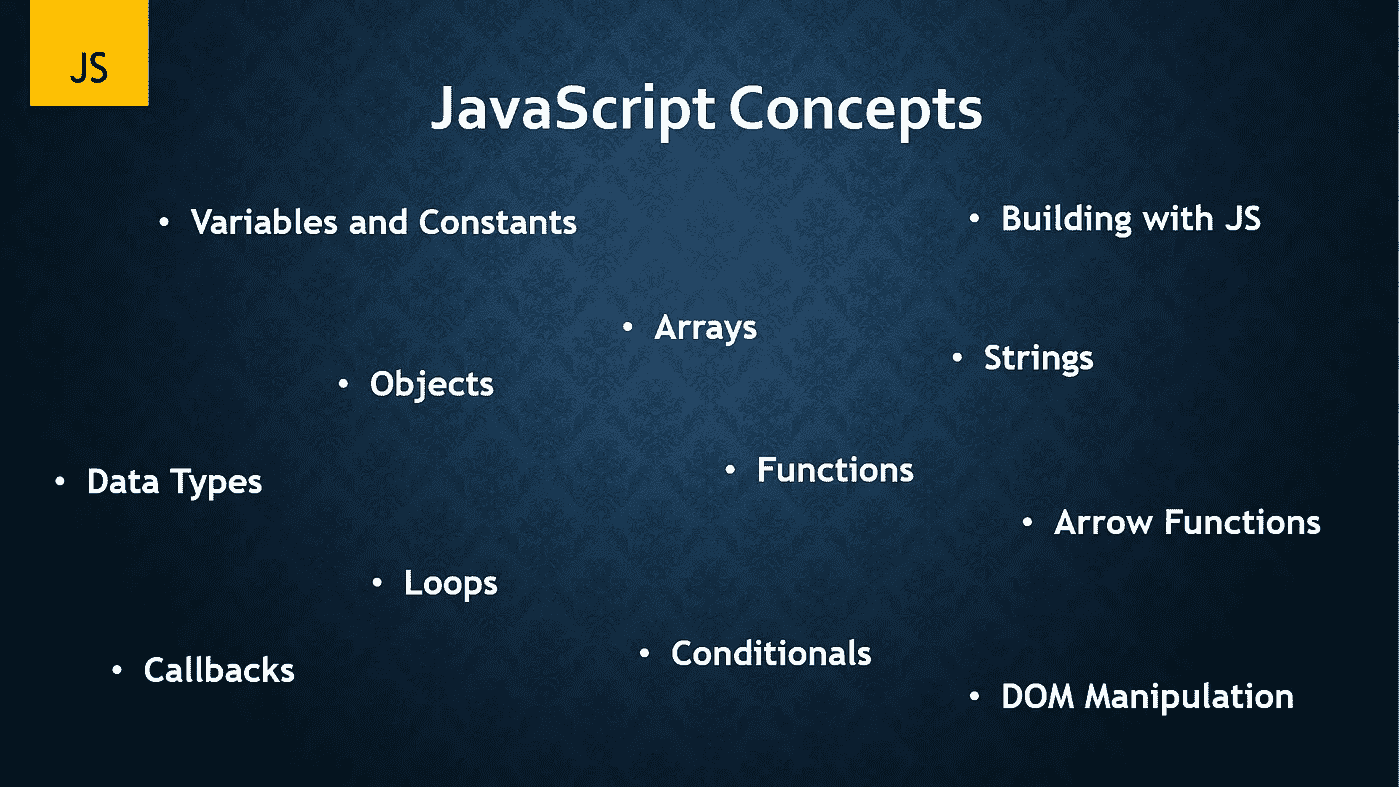 JS
JavaScript Concepts
• Variables and Constants
• Building with JS
• Arrays
• Strings
• Objects
• Functions
• Data Types
• Arrow Functions
• Loops
• Conditionals
• Callbacks
• DOM Manipulation